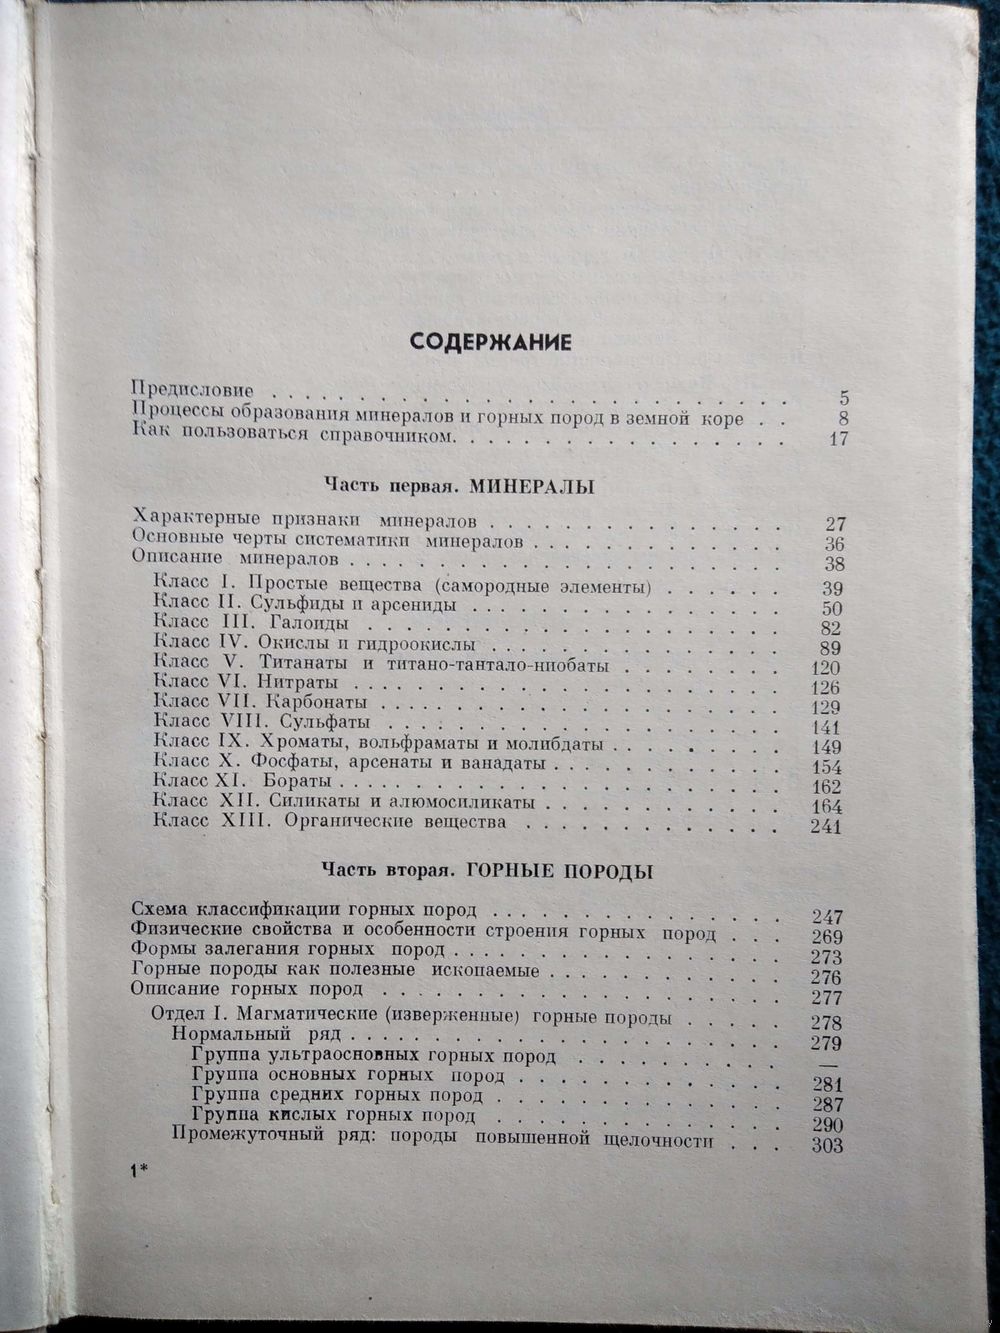 СОДЕРЖАНИЕ
Предисловие . . . . . . . . . . . . . . . . . . . . . . . . 5
Процессы образования минералов и горных пород в земной коре . . 8
Как пользоваться справочником. . . . . . . . . . . . . . . . 17
Часть первая. МИНЕРАЛЫ
Характерные признаки минералов . . . . . . . . . . . . . . 27
Основные черты систематики минералов . . . . . . . . . . . . 36
Описание минералов . . . . . . . . . . . . . . . . . . . . 38
Класс I. Простые вещества (самородные элементы) . . . . . . 39
Класс II. Сульфиды и арсениды . . . . . . . . . . . . . . 50
Класс III. Галоиды . . . . . . . . . . . . . . . . . . . 82
Класс IV. Окислы и гидроокислы . . . . . . . . . . . . . 89
Класс V. Титанаты и титано-тантало-ниобаты . . . . . . . 120
Класс VI. Нитраты . . . . . . . . . . . . . . . . . . . . 126
Класс VII. Карбонаты . . . . . . . . . . . . . . . . . . 129
Класс VIII. Сульфаты . . . . . . . . . . . . . . . . . . 141
Класс IX. Хроматы, вольфраматы и молибдаты . . . . . . . . 149
Класс X. Фосфаты, арсенаты и ванадаты . . . . . . . . . . . 154
Класс XI. Бораты . . . . . . . . . . . . . . . . . . . . 162
Класс XII. Силикаты и алюмосиликаты . . . . . . . . . . . 164
Класс XIII. Органические вещества . . . . . . . . . . . . 241
Часть вторая. ГОРНЫЕ ПОРОДЫ
Схема классификации горных пород . . . . . . . . . . . . . 247
Физические свойства и особенности строения горных пород . . . 269
Формы залегания горных пород . . . . . . . . . . . . . . . 273
Горные породы как полезные ископаемые . . . . . . . . . . . 276
Описание горных пород . . . . . . . . . . . . . . . . . . 277
Отдел I. Магматические (изверженные) горные породы . . . . . 278
Нормальный ряд . . . . . . . . . . . . . . . . . . . . 279
Группа ультраосновных горных пород . . . . . . . . . —
Группа основных горных пород . . . . . . . . . . . . 281
Группа средних горных пород . . . . . . . . . . . . . 287
Группа кислых горных пород . . . . . . . . . . . . . 290
Промежуточный ряд: породы повышенной щелочности . . . 303
1*